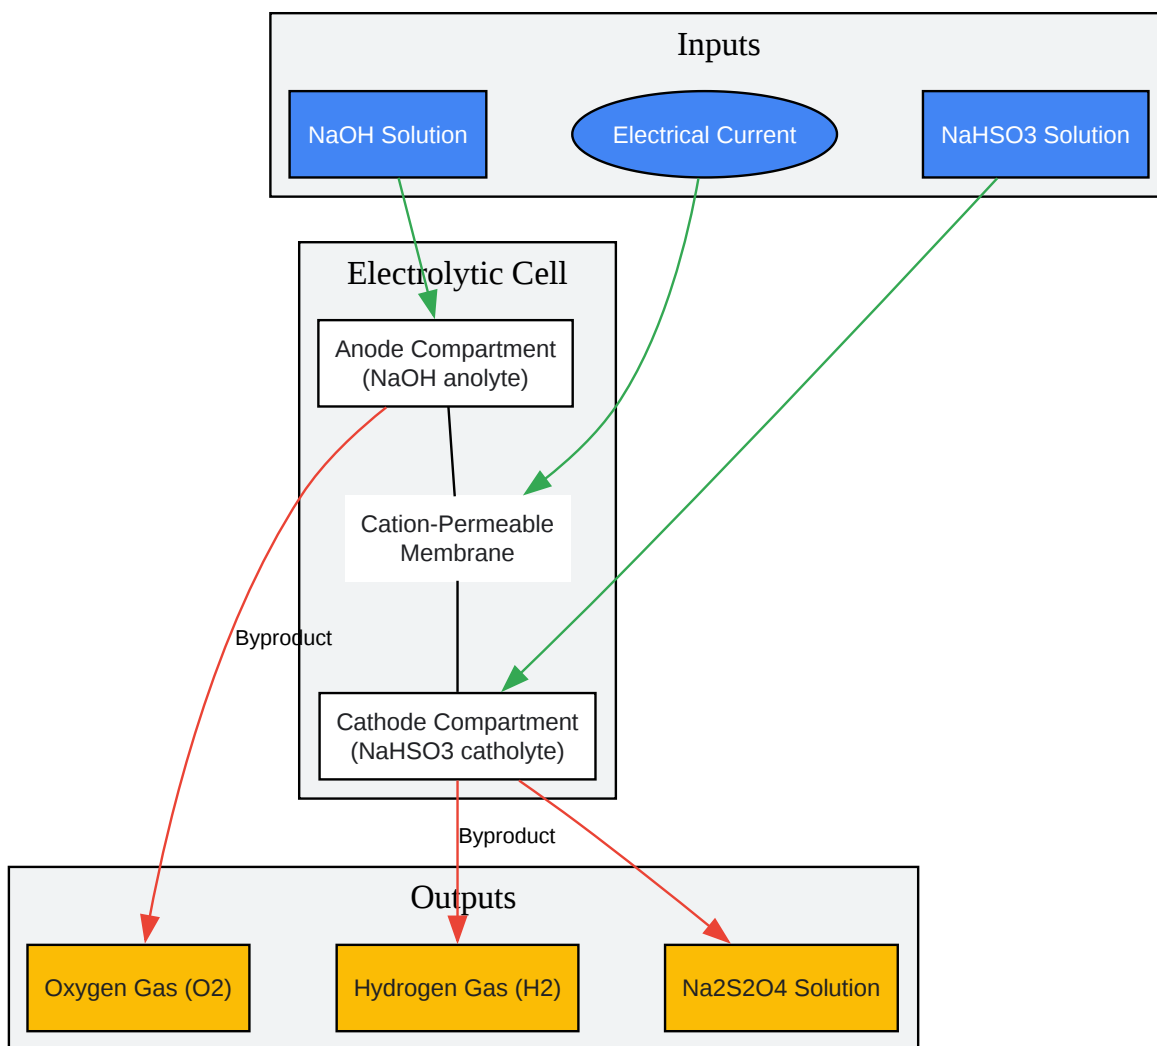 Inputs
NaOH Solution
Electrical Current
NaHSO3 Solution
Electrolytic Cell
Anode Compartment
(NaOH anolyte)
Cation-Permeable
Membrane
Byproduct
Cathode Compartment
(NaHSO3 catholyte)
Byproduct
Outputs
Oxygen Gas (O2)
Hydrogen Gas (H2)
Na2S2O4 Solution